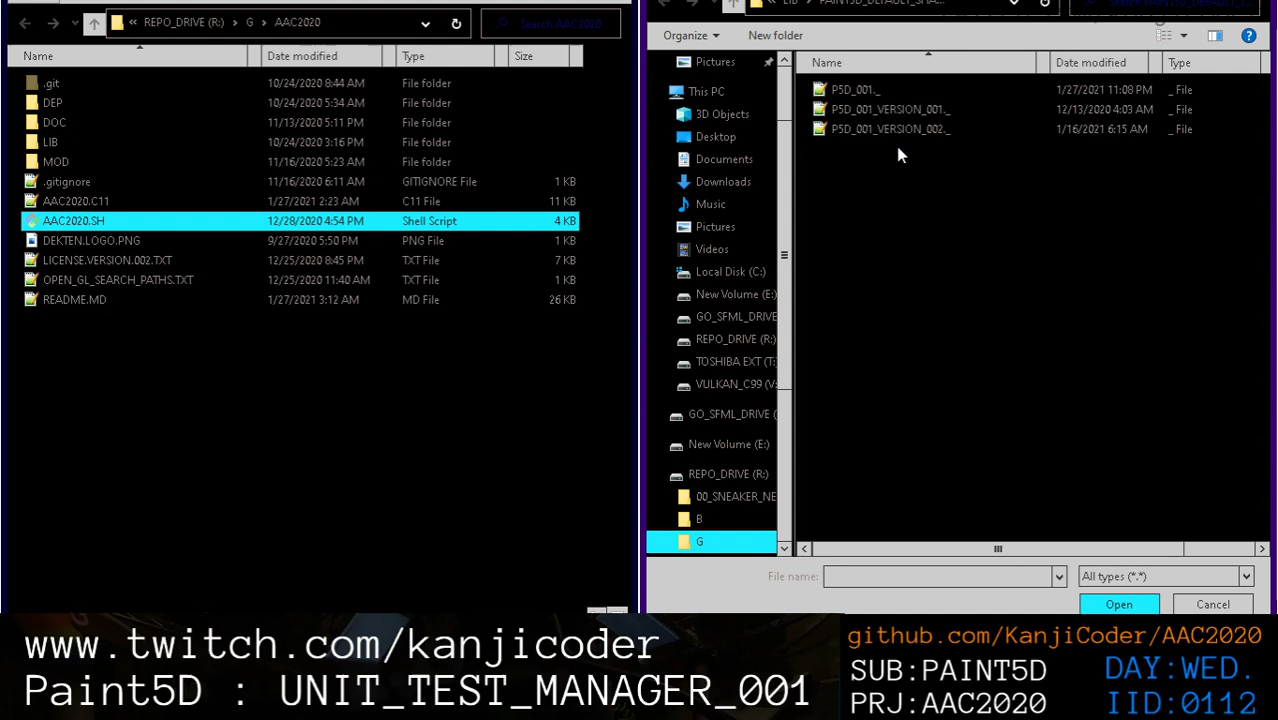 « REPO_DRIVE (R:) › G › AAC2020
Search AAC2020
Name Date modified Type Size
.git 10/24/2020 8:44 AM File folder
DEP 10/24/2020 5:34 AM File folder
DOC 11/13/2020 5:11 PM File folder
LIB 10/24/2020 3:16 PM File folder
MOD 11/16/2020 5:23 AM File folder
.gitignore 11/16/2020 6:11 AM GITIGNORE File 1 KB
AAC2020.C11 1/27/2021 2:23 AM C11 File 11 KB
AAC2020.SH 12/28/2020 4:54 PM Shell Script 4 KB
DEKTEN.LOGO.PNG 9/27/2020 5:50 PM PNG File 1 KB
LICENSE.VERSION.002.TXT 12/25/2020 8:45 PM TXT File 7 KB
OPEN_GL_SEARCH_PATHS.TXT 12/25/2020 11:40 AM TXT File 1 KB
README.MD 1/27/2021 3:12 AM MD File 26 KB
Organize New folder
Pictures
This PC
3D Objects
Desktop
Documents
Downloads
Music
Pictures
Videos
Local Disk (C:)
New Volume (E:)
GO_SFML_DRIVE
REPO_DRIVE (R:)
TOSHIBA EXT (T:
VULKAN_C99 (V:
GO_SFML_DRIVE (
New Volume (E:)
REPO_DRIVE (R:)
00_SNEAKER_NE
B
G
Name Date modified Type
P5D_001._ 1/27/2021 11:08 PM _ File
P5D_001_VERSION_001._ 12/13/2020 4:03 AM _ File
P5D_001_VERSION_002._ 1/16/2021 6:15 AM _ File
File name: All types (*.*)
Open Cancel
www.twitch.com/kanjicoder
Paint5D : UNIT_TEST_MANAGER_001
github.com/KanjiCoder/AAC2020
SUB:PAINT5D DAY:WED.
PRJ:AAC2020 IID:0112